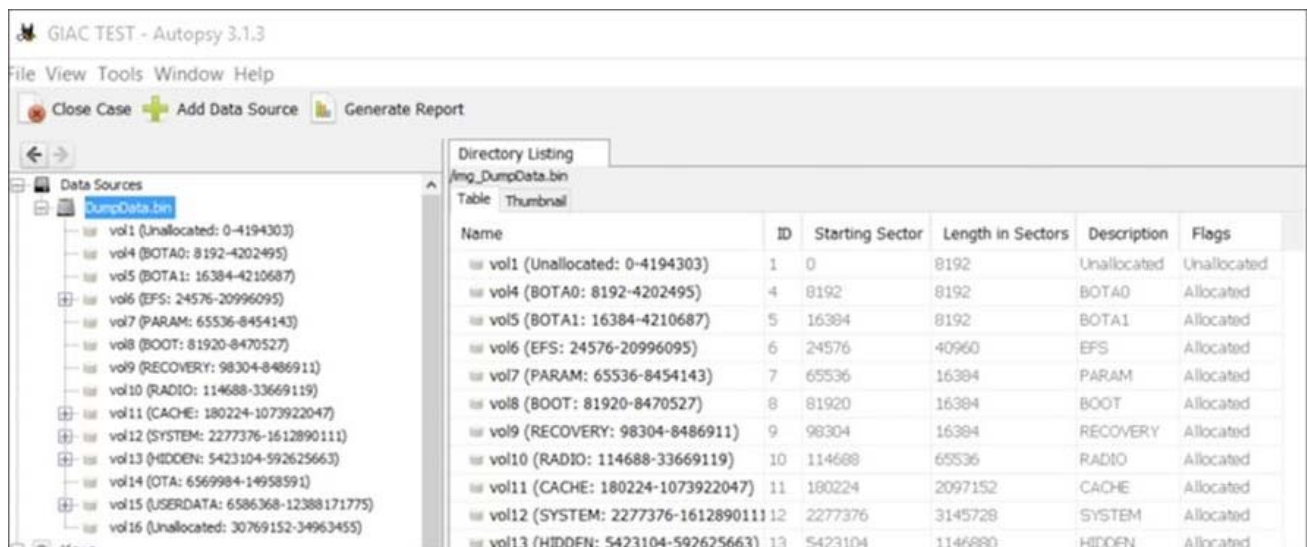 GIAC TEST - Autopsy 3.1.3
File View Tools Window Help
Close Case Add Data Source Generate Report
Data Sources
DumpData.bin
vol1 (Unallocated: 0-4194303)
vol4 (BOTA0: 8192-4202495)
vol5 (BOTA1: 16384-4210687)
vol6 (EFS: 24576-20996095)
vol7 (PARAM: 65536-8454143)
vol8 (BOOT: 81920-8470527)
vol9 (RECOVERY: 98304-8486911)
vol10 (RADIO: 114688-33669119)
vol11 (CACHE: 180224-1073922047)
vol12 (SYSTEM: 2277376-1612890111)
vol13 (HIDDEN: 5423104-592625663)
vol14 (OTA: 6569984-14958591)
vol15 (USERDATA: 6586368-12388171775)
vol16 (Unallocated: 30769152-34963455)
Directory Listing
/img_DumpData.bin
Table Thumbnail
Name ID Starting Sector Length in Sectors Description Flags
vol1 (Unallocated: 0-4194303) 1 0 8192 Unallocated Unallocated
vol4 (BOTA0: 8192-4202495) 4 8192 8192 BOTA0 Allocated
vol5 (BOTA1: 16384-4210687) 5 16384 8192 BOTA1 Allocated
vol6 (EFS: 24576-20996095) 6 24576 40960 EFS Allocated
vol7 (PARAM: 65536-8454143) 7 65536 16384 PARAM Allocated
vol8 (BOOT: 81920-8470527) 8 81920 16384 BOOT Allocated
vol9 (RECOVERY: 98304-8486911) 9 98304 16384 RECOVERY Allocated
vol10 (RADIO: 114688-33669119) 10 114688 65536 RADIO Allocated
vol11 (CACHE: 180224-1073922047) 11 180224 2097152 CACHE Allocated
vol12 (SYSTEM: 2277376-1612890111 12 2277376 3145728 SYSTEM Allocated
vol13 (HIDDEN: 5423104-592625663) 13 5423104 1146880 HIDDEN Allocated